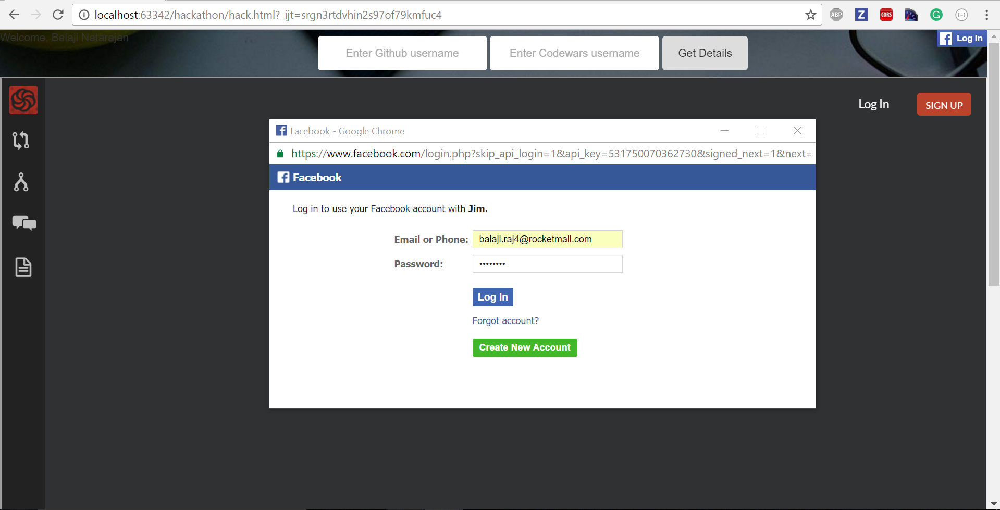 localhost:63342/hackathon/hack.html?_ijt=srgn3rtdvhin2s97of79kmfuc4
ABP
Z
CORS
G
{···}
Welcome, Balaji Natarajan
Enter Github username
Enter Codewars username
Get Details
f Log In
Log In
SIGN UP
f Facebook - Google Chrome
https://www.facebook.com/login.php?skip_api_login=1&api_key=531750070362730&signed_next=1&next=
f Facebook
Log in to use your Facebook account with Jim.
Email or Phone: balaji.raj4@rocketmail.com
Password: ••••••••
Log In
Forgot account?
Create New Account